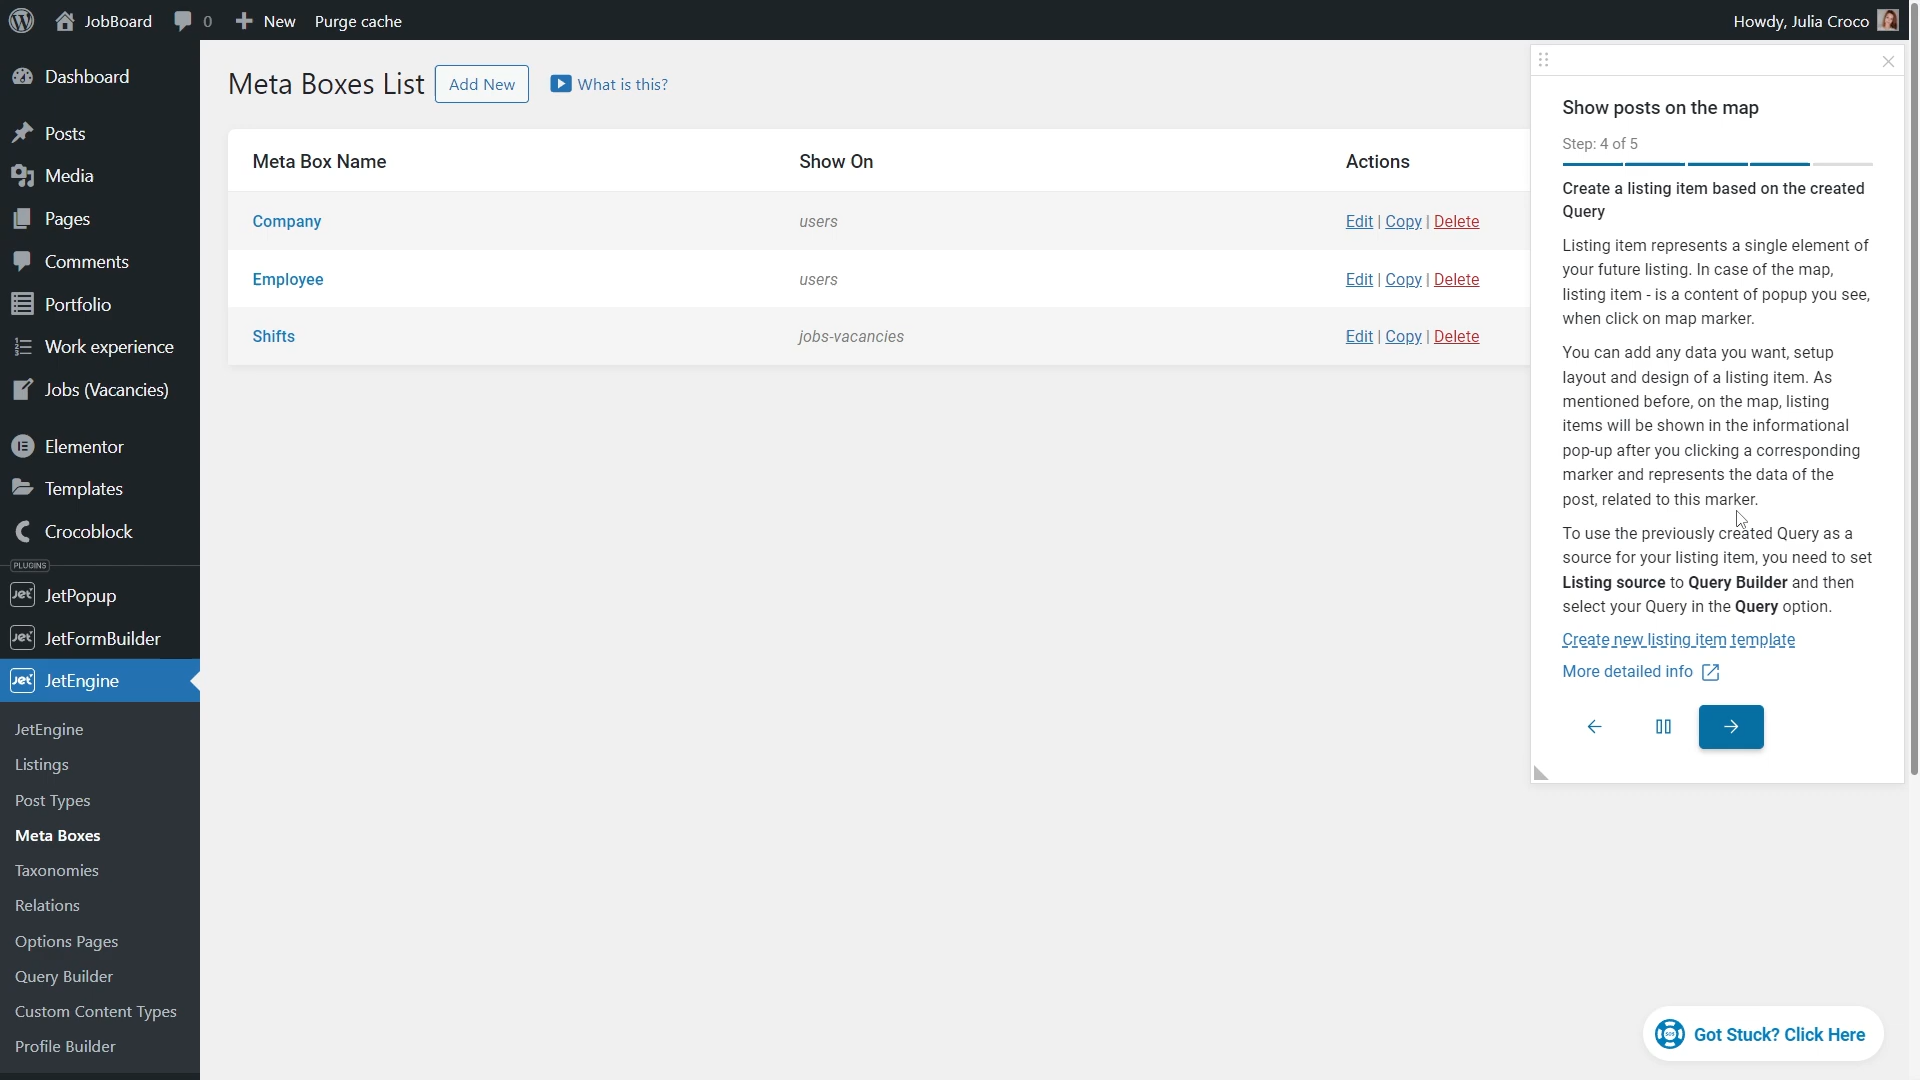 JobBoard
0
New
Purge cache
Howdy, Julia Croco
Dashboard
Posts
Media
Pages
Comments
Portfolio
Work experience
Jobs (Vacancies)
Elementor
Templates
Crocoblock
PLUGINS
Jet JetPopup
Jet JetFormBuilder
Jet JetEngine
JetEngine
Listings
Post Types
Meta Boxes
Taxonomies
Relations
Options Pages
Query Builder
Custom Content Types
Profile Builder
Meta Boxes List
Add New
What is this?
Meta Box Name Show On Actions
Company users Edit | Copy | Delete
Employee users Edit | Copy | Delete
Shifts jobs-vacancies Edit | Copy | Delete
Show posts on the map
Step: 4 of 5
Create a listing item based on the created
Query
Listing item represents a single element of
your future listing. In case of the map,
listing item - is a content of popup you see,
when click on map marker.
You can add any data you want, setup
layout and design of a listing item. As
mentioned before, on the map, listing
items will be shown in the informational
pop-up after you clicking a corresponding
marker and represents the data of the
post, related to this marker.
To use the previously created Query as a
source for your listing item, you need to set
Listing source to Query Builder and then
select your Query in the Query option.
Create new listing item template
More detailed info
SOS
Got Stuck? Click Here